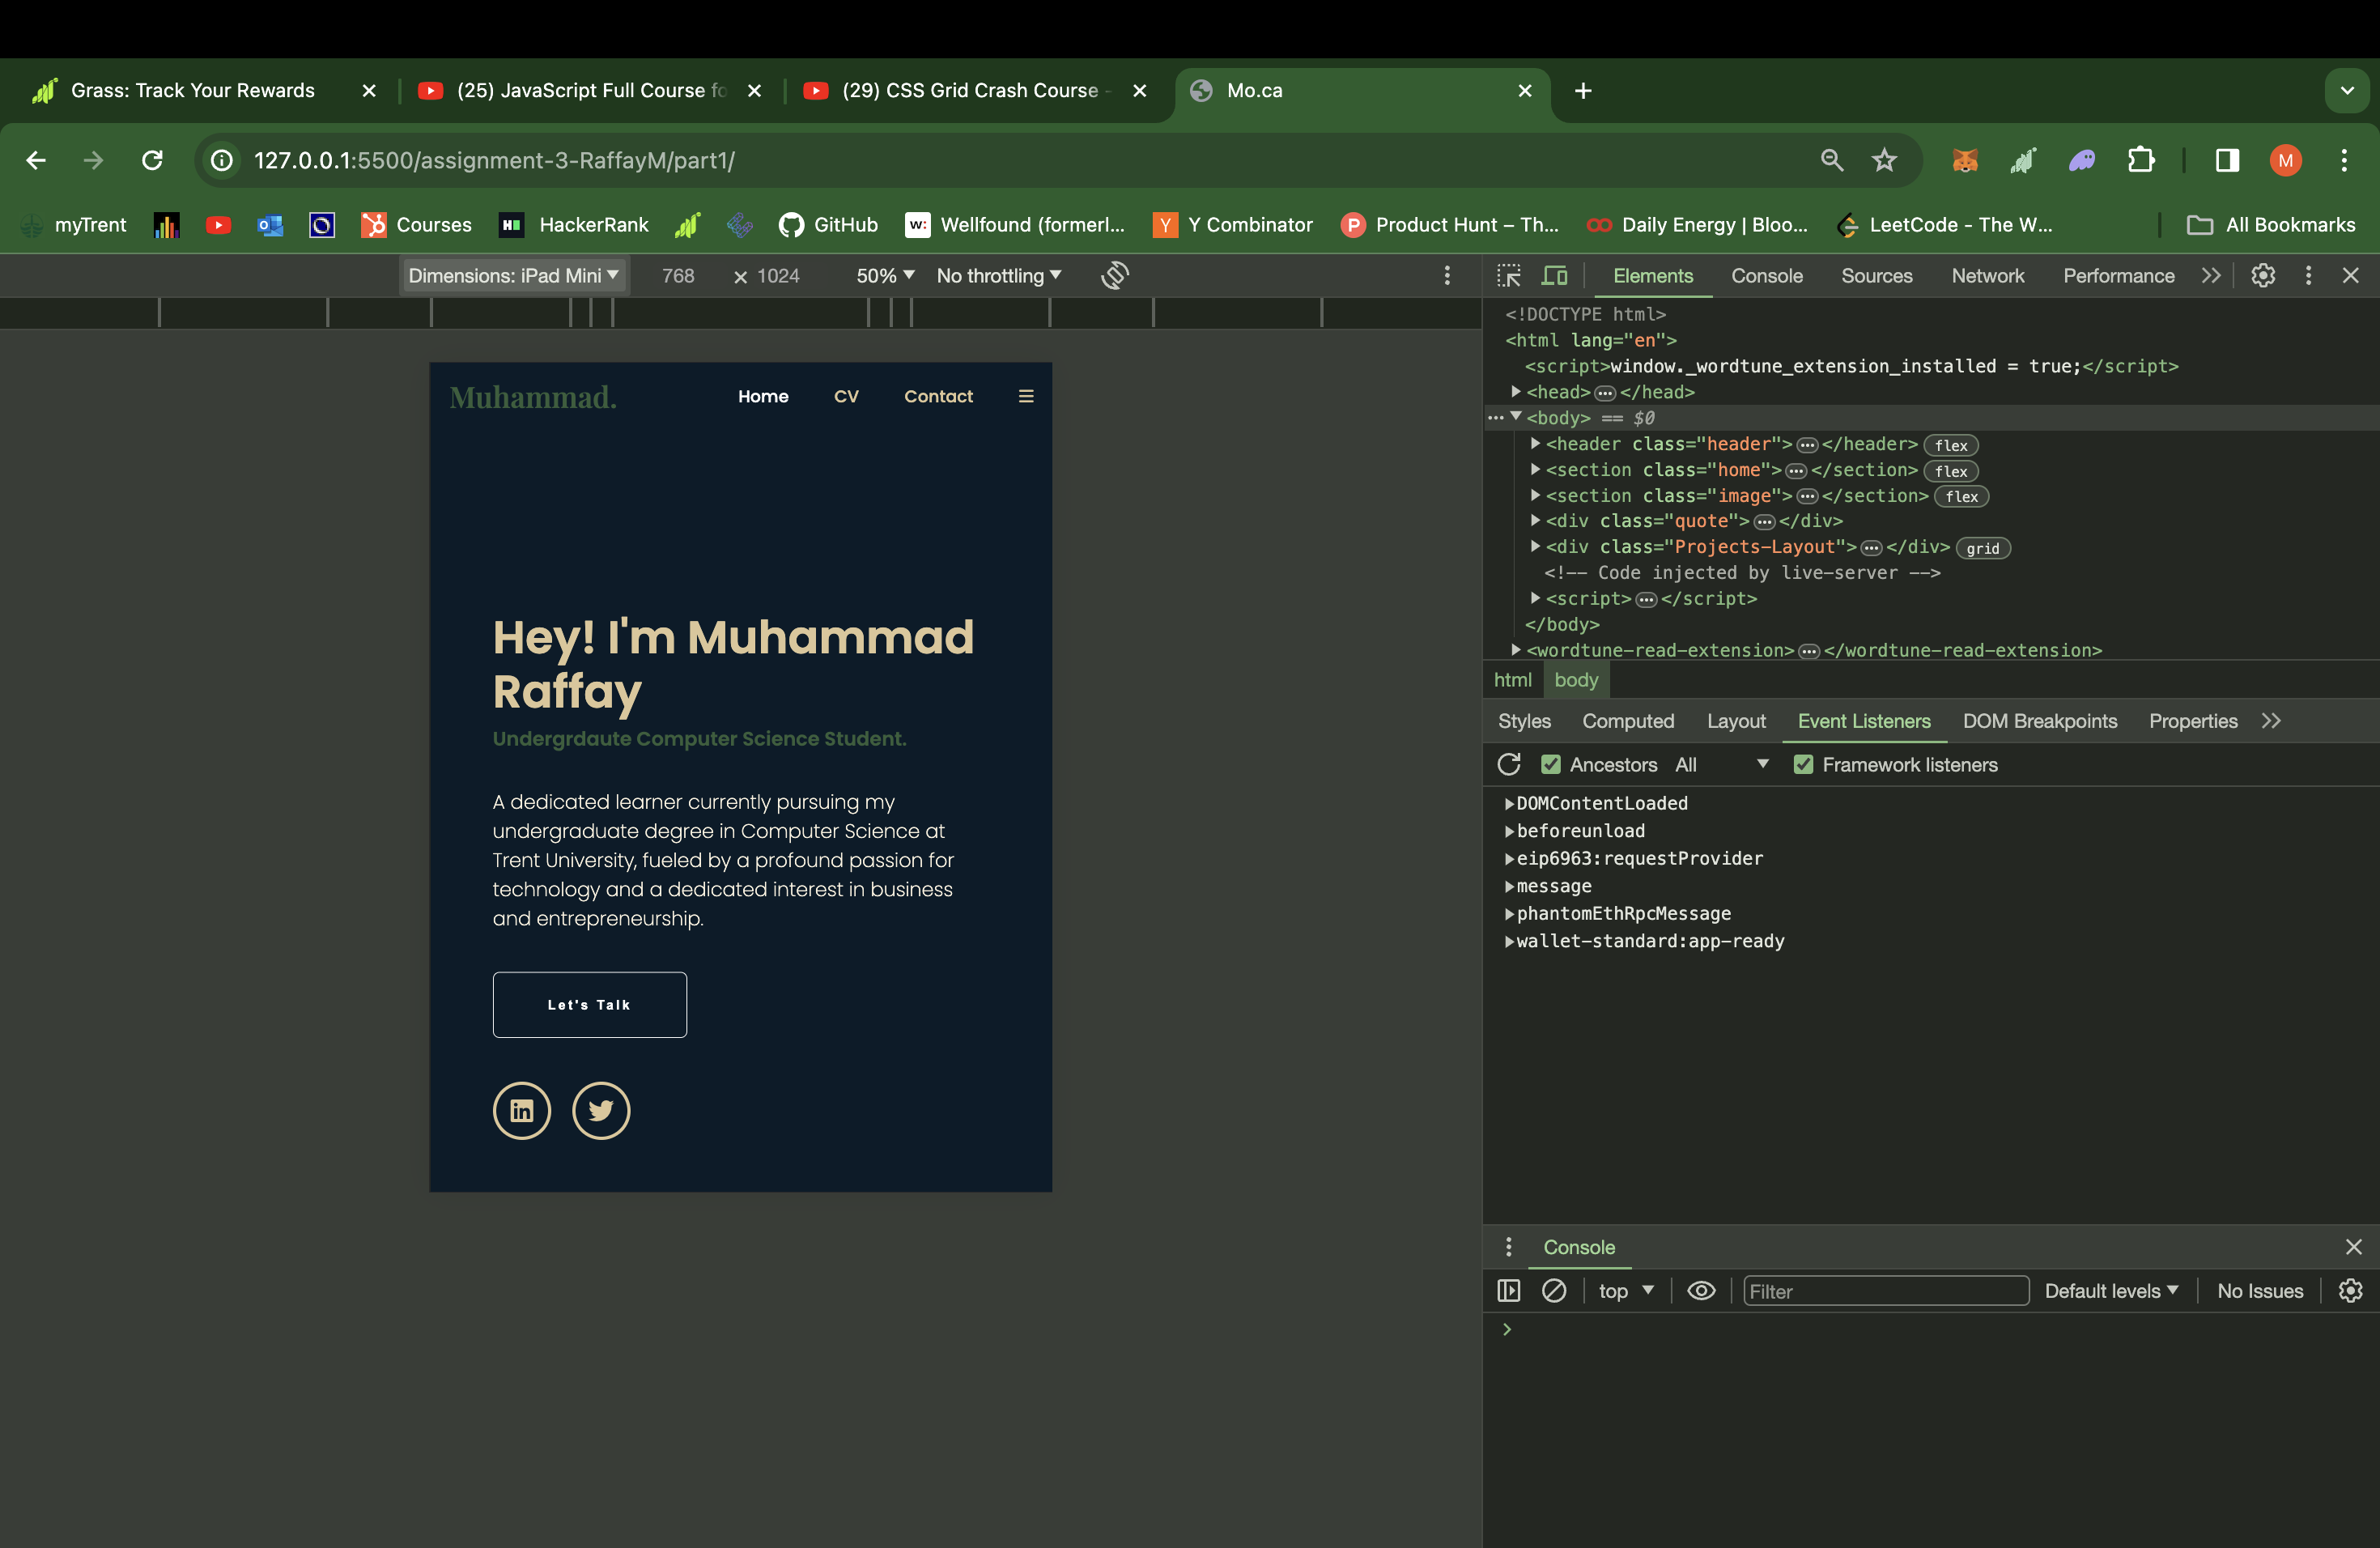 Grass: Track Your Rewards
(25) JavaScript Full Course fo
(29) CSS Grid Crash Course -
Mo.ca
127.0.0.1:5500/assignment-3-RaffayM/part1/
M
myTrent
Courses
HackerRank
GitHub
w: Wellfound (formerl...
Y Y Combinator
P Product Hunt – Th...
Daily Energy | Bloo...
LeetCode - The W...
All Bookmarks
Dimensions: iPad Mini 768 × 1024 50% No throttling
Muhammad.
Home CV Contact
Hey! I'm Muhammad
Raffay
Undergrdaute Computer Science Student.
A dedicated learner currently pursuing my
undergraduate degree in Computer Science at
Trent University, fueled by a profound passion for
technology and a dedicated interest in business
and entrepreneurship.
Let's Talk
in
Elements Console Sources Network Performance
<!DOCTYPE html>
<html lang="en">
<script>window._wordtune_extension_installed = true;</script>
<head>…</head>
<body> == $0
<header class="header">…</header> flex
<section class="home">…</section> flex
<section class="image">…</section> flex
<div class="quote">…</div>
<div class="Projects-Layout">…</div> grid
<!-- Code injected by live-server -->
<script>…</script>
</body>
<wordtune-read-extension>…</wordtune-read-extension>
html body
Styles Computed Layout Event Listeners DOM Breakpoints Properties
Ancestors All Framework listeners
DOMContentLoaded
beforeunload
eip6963:requestProvider
message
phantomEthRpcMessage
wallet-standard:app-ready
Console
top Filter Default levels No Issues